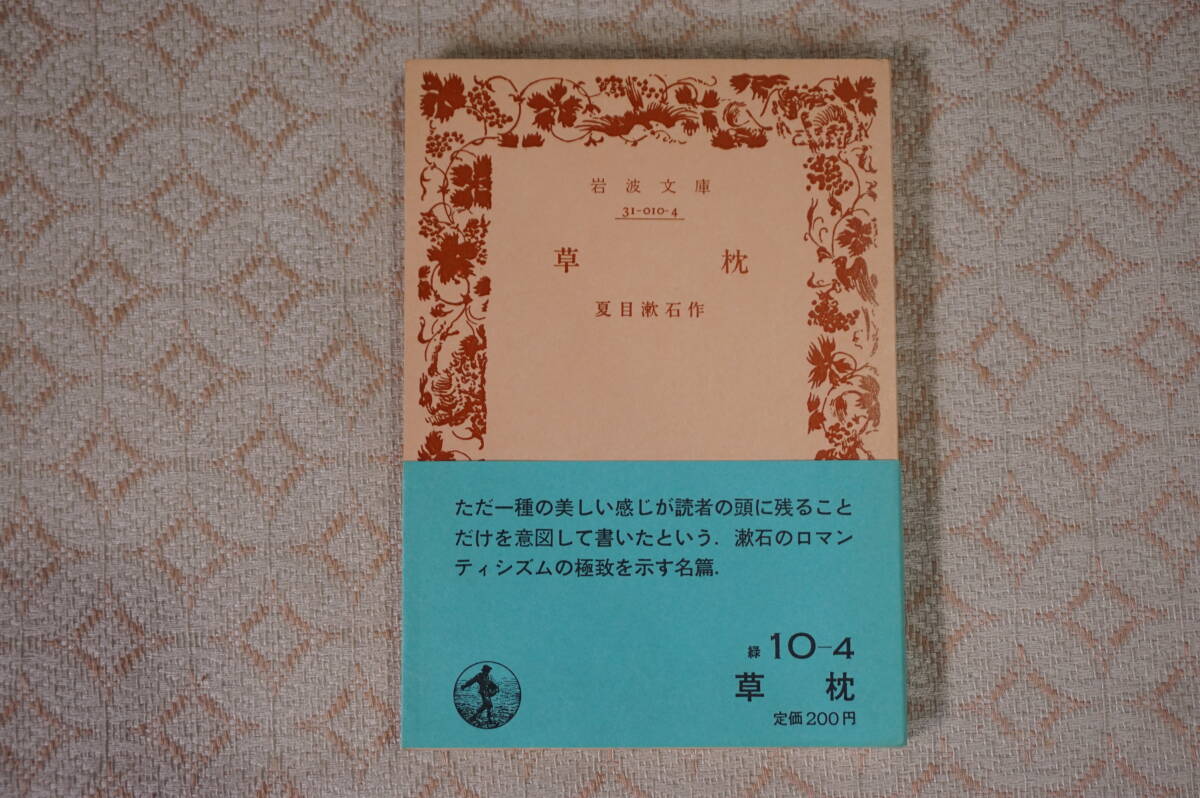 岩波文庫
31-010-4
草枕
夏目漱石作
ただ一種の美しい感じが読者の頭に残ること
だけを意図して書いたという．漱石のロマン
ティシズムの極致を示す名篇．
緑 10-4
草枕
定価200円